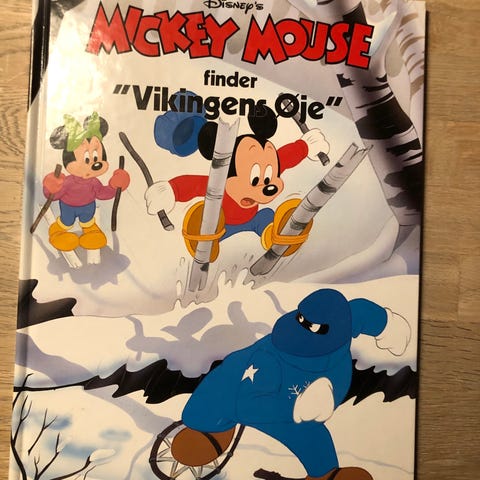 Disney's
MICKEY MOUSE
finder
"Vikingens Øje"